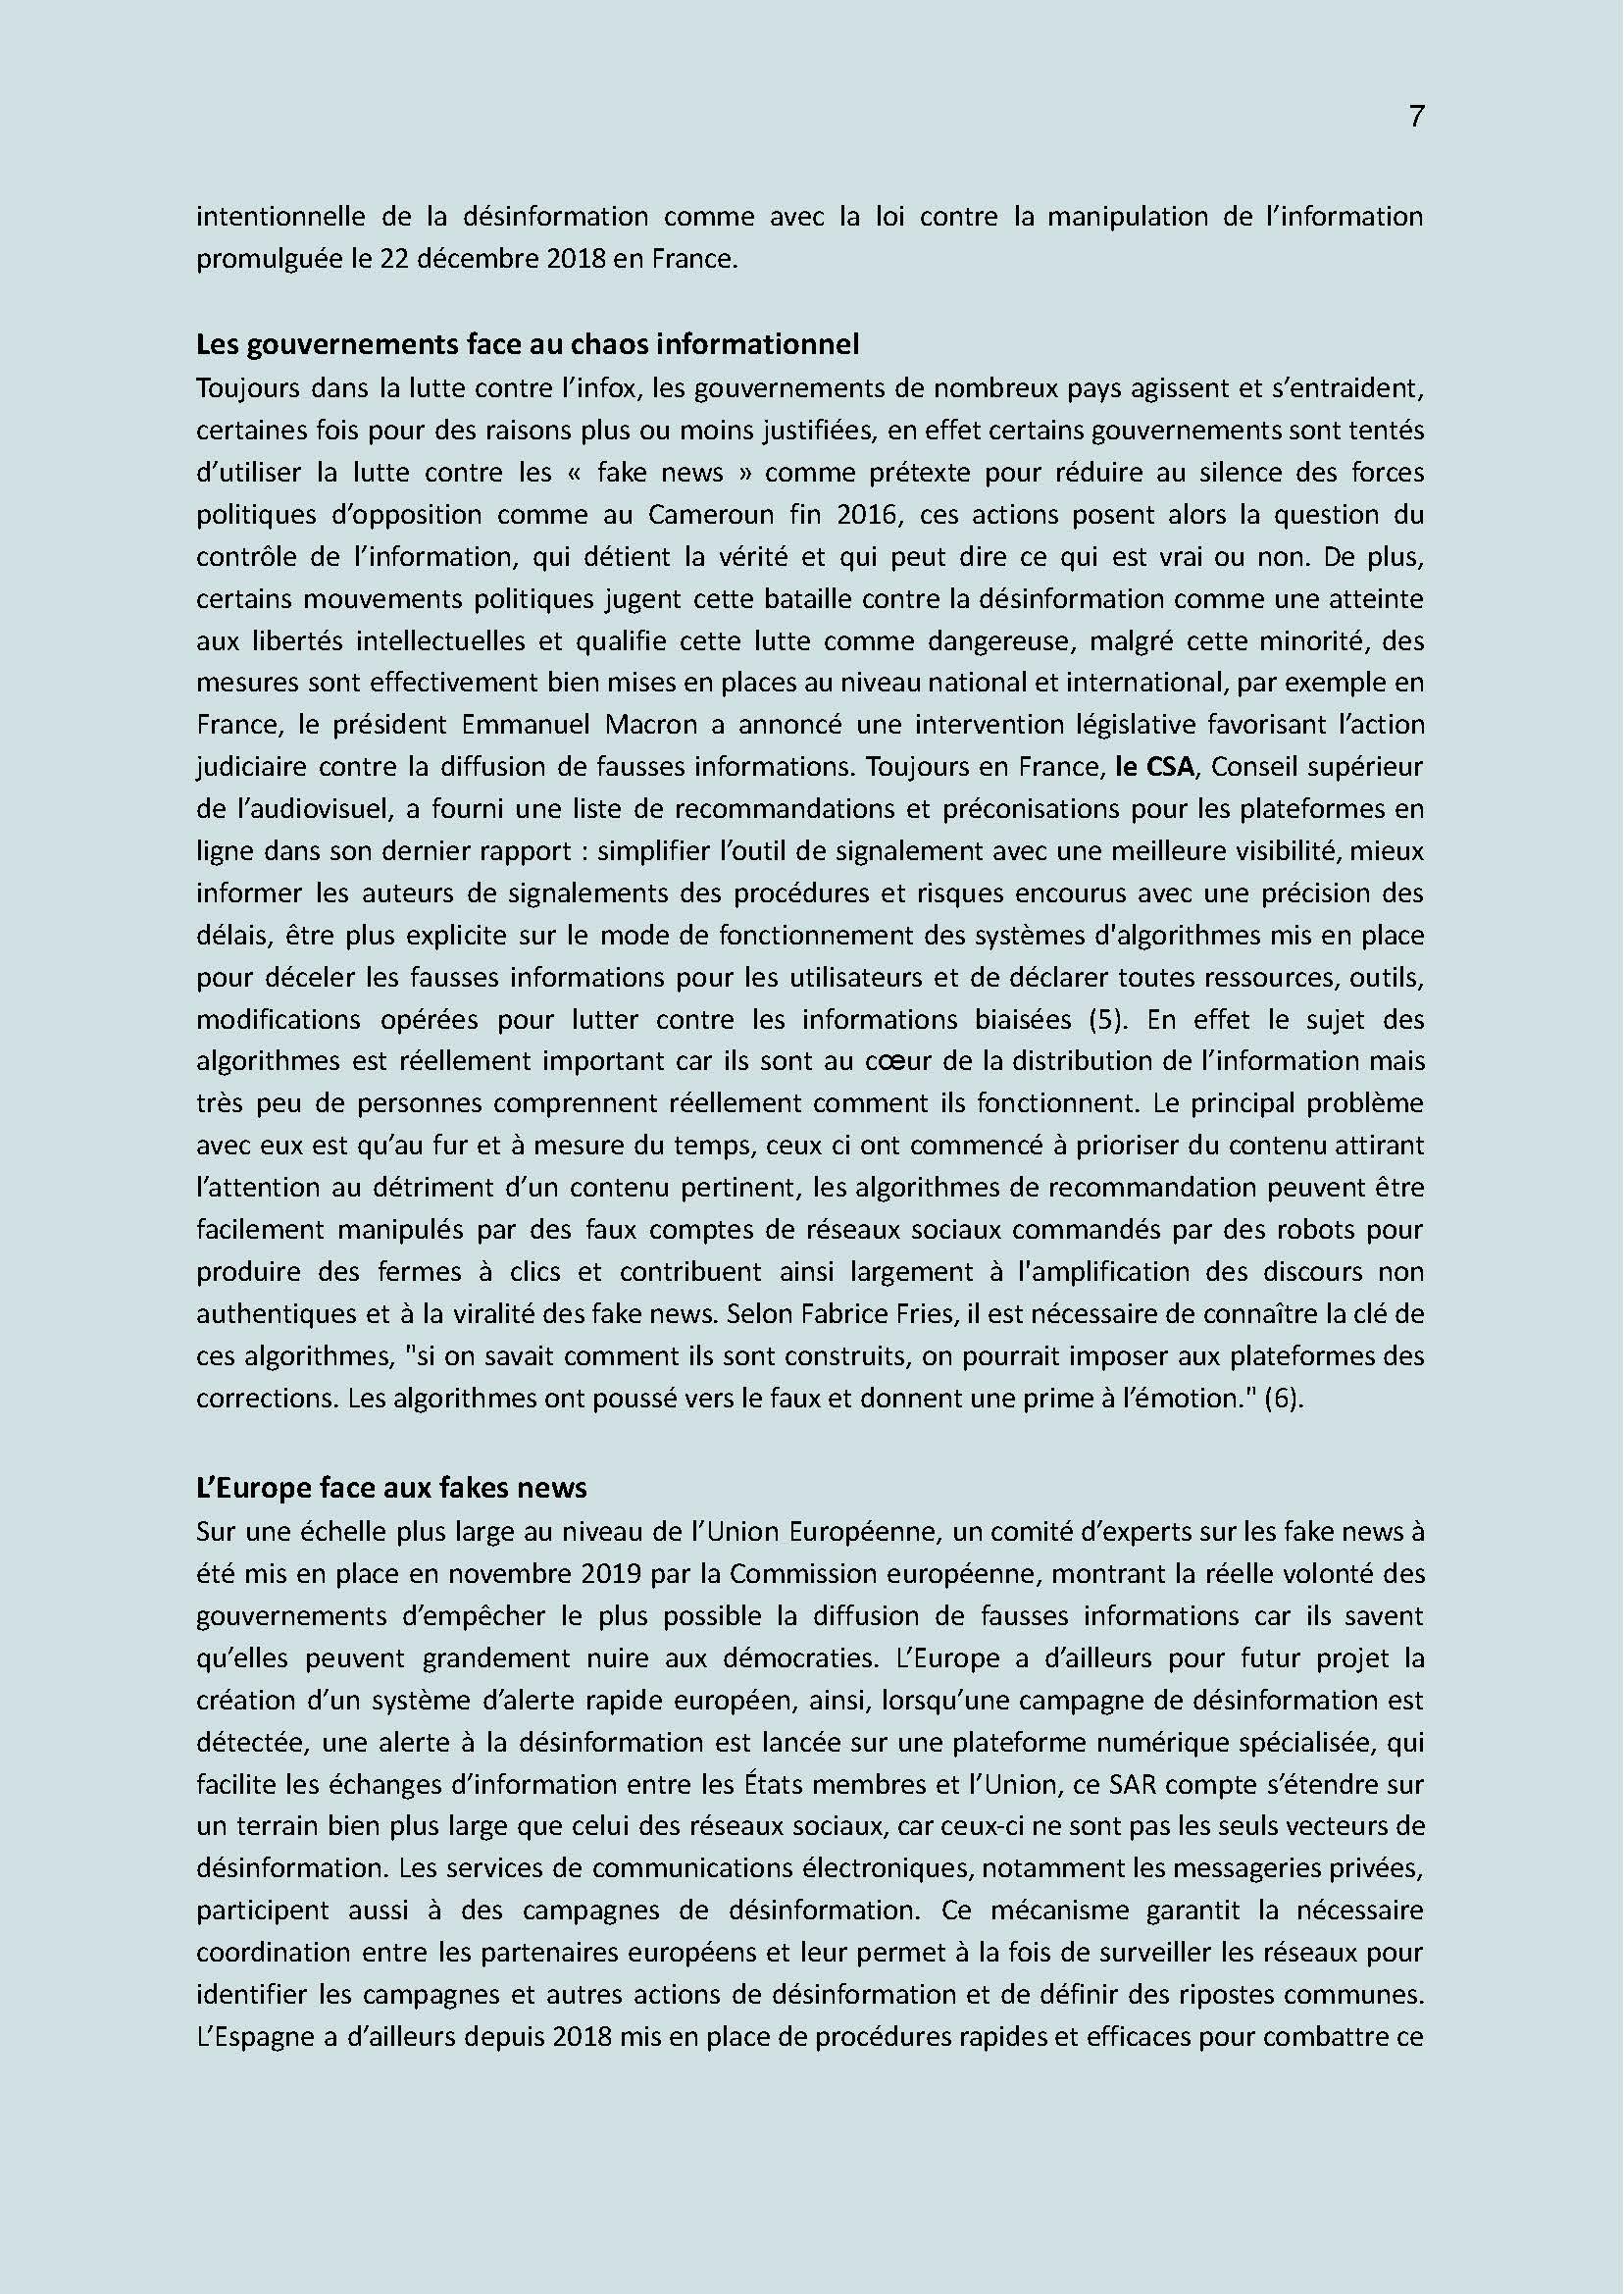 7
intentionnelle de la désinformation comme avec la loi contre la manipulation de l’information
promulguée le 22 décembre 2018 en France.
Les gouvernements face au chaos informationnel
Toujours dans la lutte contre l’infox, les gouvernements de nombreux pays agissent et s’entraident,
certaines fois pour des raisons plus ou moins justifiées, en effet certains gouvernements sont tentés
d’utiliser la lutte contre les « fake news » comme prétexte pour réduire au silence des forces
politiques d’opposition comme au Cameroun fin 2016, ces actions posent alors la question du
contrôle de l’information, qui détient la vérité et qui peut dire ce qui est vrai ou non. De plus,
certains mouvements politiques jugent cette bataille contre la désinformation comme une atteinte
aux libertés intellectuelles et qualifie cette lutte comme dangereuse, malgré cette minorité, des
mesures sont effectivement bien mises en places au niveau national et international, par exemple en
France, le président Emmanuel Macron a annoncé une intervention législative favorisant l’action
judiciaire contre la diffusion de fausses informations. Toujours en France, le CSA, Conseil supérieur
de l’audiovisuel, a fourni une liste de recommandations et préconisations pour les plateformes en
ligne dans son dernier rapport : simplifier l’outil de signalement avec une meilleure visibilité, mieux
informer les auteurs de signalements des procédures et risques encourus avec une précision des
délais, être plus explicite sur le mode de fonctionnement des systèmes d'algorithmes mis en place
pour déceler les fausses informations pour les utilisateurs et de déclarer toutes ressources, outils,
modifications opérées pour lutter contre les informations biaisées (5). En effet le sujet des
algorithmes est réellement important car ils sont au cœur de la distribution de l’information mais
très peu de personnes comprennent réellement comment ils fonctionnent. Le principal problème
avec eux est qu’au fur et à mesure du temps, ceux ci ont commencé à prioriser du contenu attirant
l’attention au détriment d’un contenu pertinent, les algorithmes de recommandation peuvent être
facilement manipulés par des faux comptes de réseaux sociaux commandés par des robots pour
produire des fermes à clics et contribuent ainsi largement à l'amplification des discours non
authentiques et à la viralité des fake news. Selon Fabrice Fries, il est nécessaire de connaître la clé de
ces algorithmes, "si on savait comment ils sont construits, on pourrait imposer aux plateformes des
corrections. Les algorithmes ont poussé vers le faux et donnent une prime à l’émotion." (6).
L’Europe face aux fakes news
Sur une échelle plus large au niveau de l’Union Européenne, un comité d’experts sur les fake news à
été mis en place en novembre 2019 par la Commission européenne, montrant la réelle volonté des
gouvernements d’empêcher le plus possible la diffusion de fausses informations car ils savent
qu’elles peuvent grandement nuire aux démocraties. L’Europe a d’ailleurs pour futur projet la
création d’un système d’alerte rapide européen, ainsi, lorsqu’une campagne de désinformation est
détectée, une alerte à la désinformation est lancée sur une plateforme numérique spécialisée, qui
facilite les échanges d’information entre les États membres et l’Union, ce SAR compte s’étendre sur
un terrain bien plus large que celui des réseaux sociaux, car ceux-ci ne sont pas les seuls vecteurs de
désinformation. Les services de communications électroniques, notamment les messageries privées,
participent aussi à des campagnes de désinformation. Ce mécanisme garantit la nécessaire
coordination entre les partenaires européens et leur permet à la fois de surveiller les réseaux pour
identifier les campagnes et autres actions de désinformation et de définir des ripostes communes.
L’Espagne a d’ailleurs depuis 2018 mis en place de procédures rapides et efficaces pour combattre ce